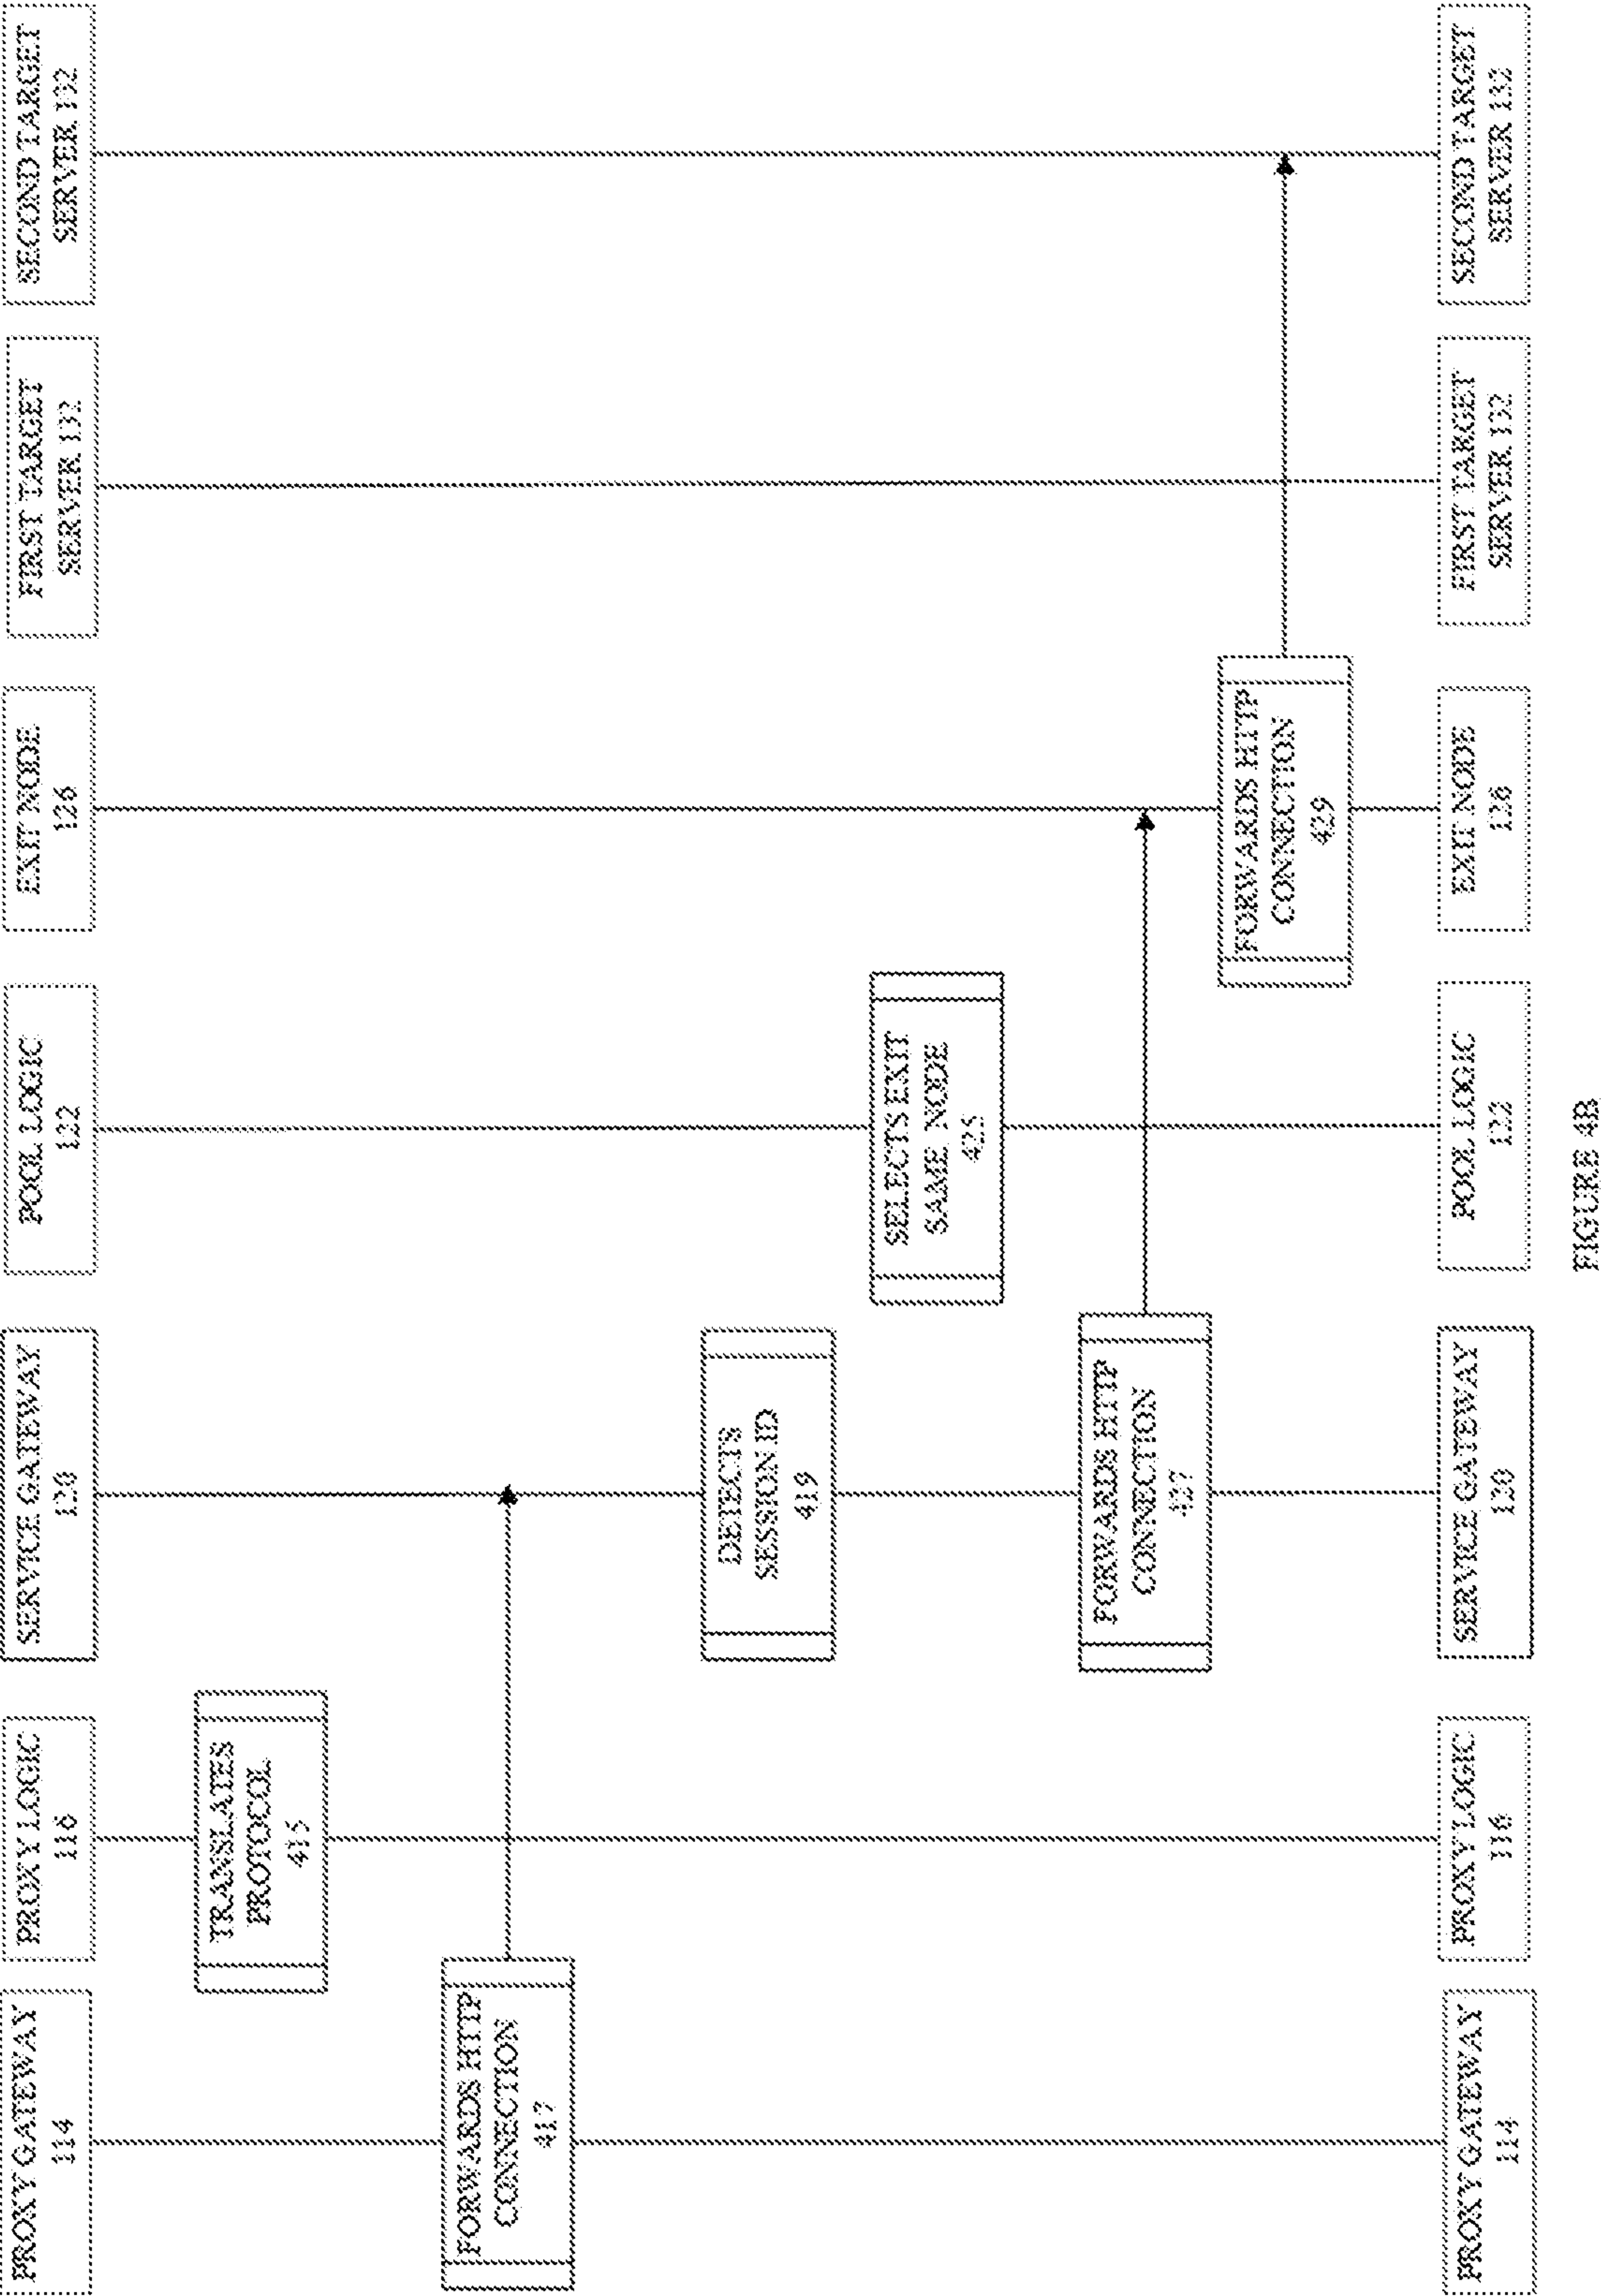 PROXY GATEWAY
114
PROXY LOGIC
116
SERVICE GATEWAY
120
POOL LOGIC
122
EXIT NODE
126
FIRST TARGET
SERVER 132
SECOND TARGET
SERVER 132
TRANSLATES
PROTOCOL
415
FORWARDS HTTP
CONNECTION
417
DETECTS
SESSION ID
419
SELECTS EXIT
SAME NODE
425
FORWARDS HTTP
CONNECTION
427
FORWARDS HTTP
CONNECTION
429
PROXY GATEWAY
114
PROXY LOGIC
116
SERVICE GATEWAY
120
POOL LOGIC
122
EXIT NODE
126
FIRST TARGET
SERVER 132
SECOND TARGET
SERVER 132
FIGURE 4B